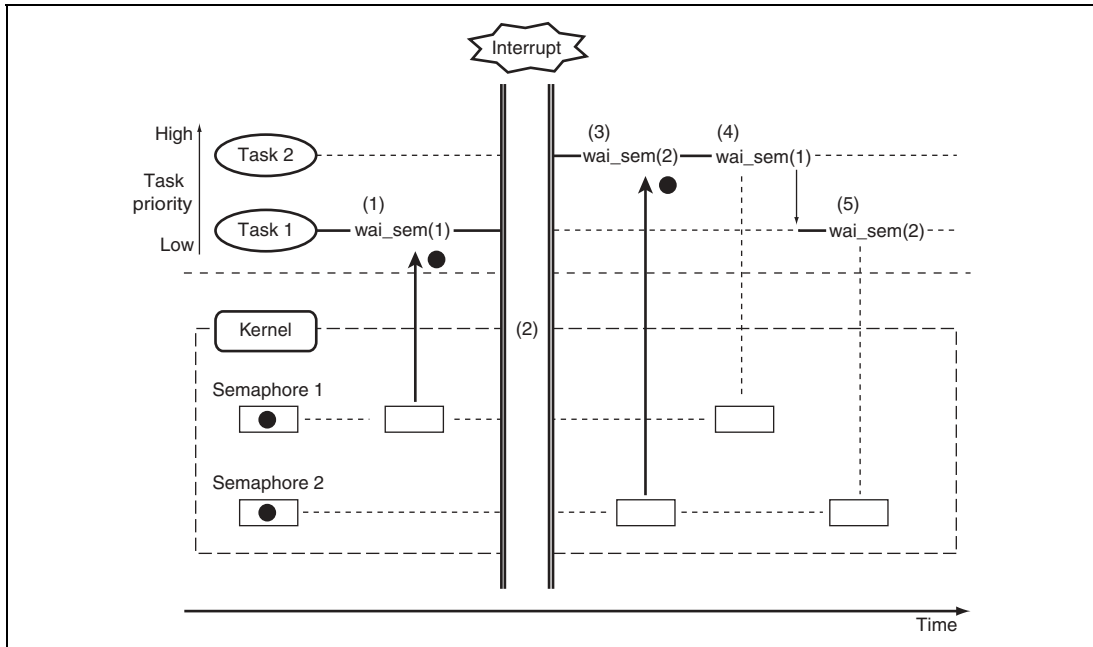 Interrupt
High
(3)
(4)
Task 2
wai_sem(2)
wai_sem(1)
Task
priority
(1)
(5)
Low
Task 1
wai_sem(1)
wai_sem(2)
Kernel
(2)
Semaphore 1
Semaphore 2
Time